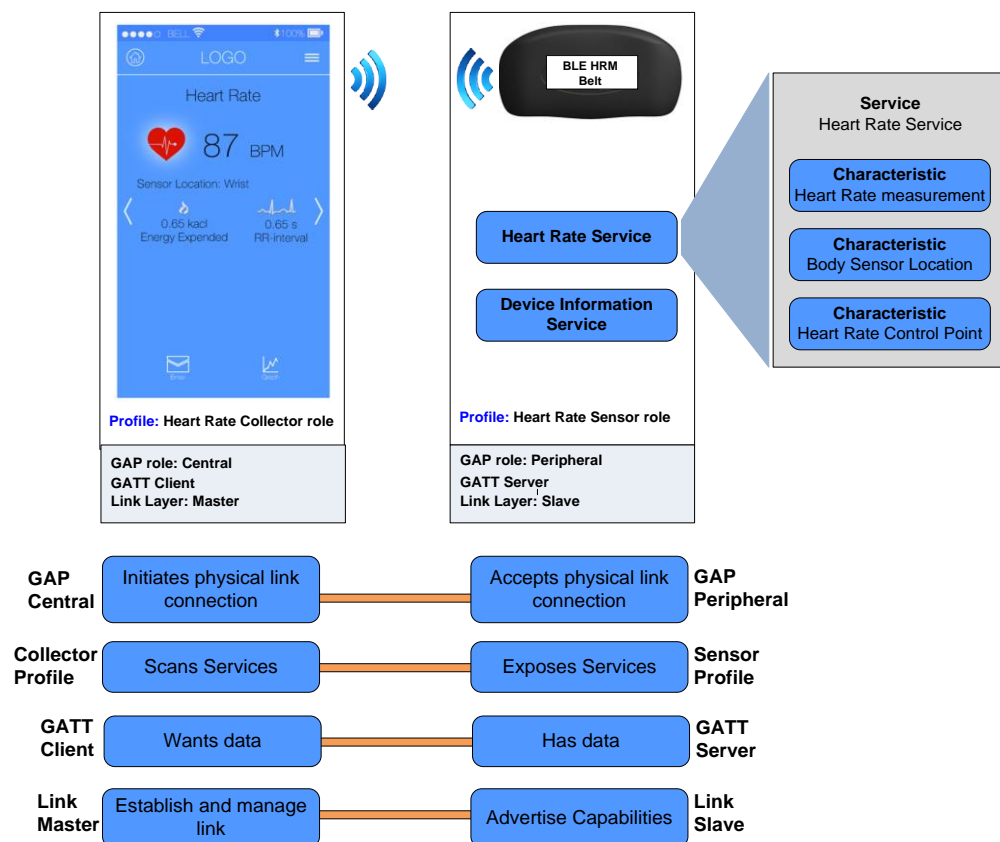 BELL
100%
LOGO
Heart Rate
87 BPM
Sensor Location: Wrist
0.65 kacl
Energy Expended
0.65 s
RR-interval
Email
Profile: Heart Rate Collector role
GAP role: Central
GATT Client
Link Layer: Master
BLE HRM
Belt
Heart Rate Service
Device Information
Service
Profile: Heart Rate Sensor role
GAP role: Peripheral
GATT Server
Link Layer: Slave
Service
Heart Rate Service
Characteristic
Heart Rate measurement
Characteristic
Body Sensor Location
Characteristic
Heart Rate Control Point
GAP
Central
Initiates physical link
connection
Accepts physical link
connection
GAP
Peripheral
Collector
Profile
Scans Services
Exposes Services
Sensor
Profile
GATT
Client
Wants data
Has data
GATT
Server
Link
Master
Establish and manage
link
Advertise Capabilities
Link
Slave